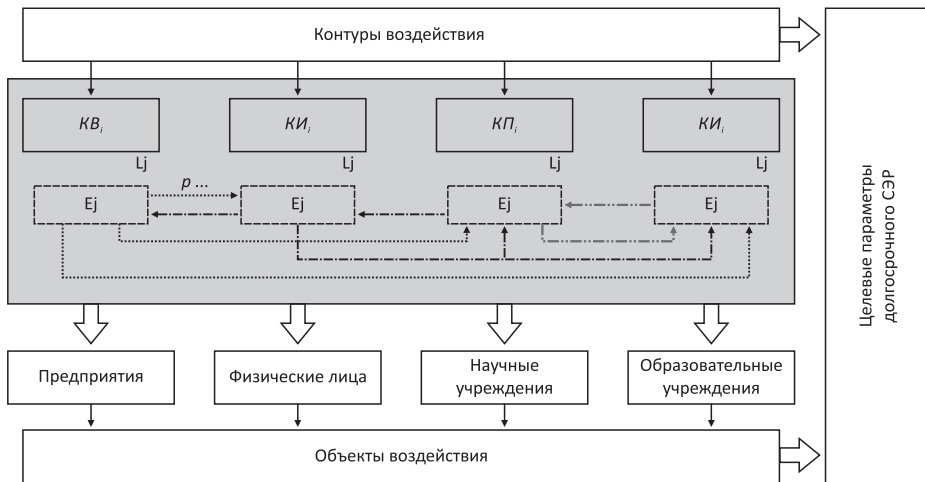 Контуры воздействия
КВi КИi КПi КИi
Lj Lj Lj Lj
p ...
Ej Ej Ej Ej
Предприятия
Физические лица
Научные
учреждения
Образовательные
учреждения
Объекты воздействия
Целевые параметры
долгосрочного СЭР